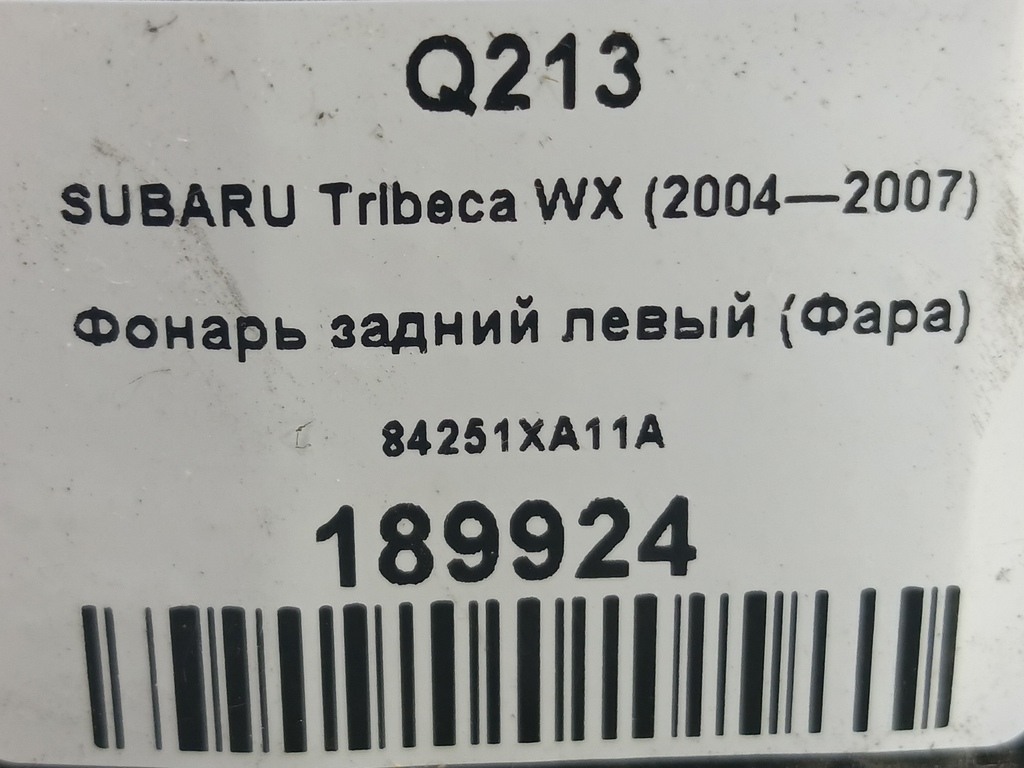 Q213
SUBARU Tribeca WX (2004—2007)
Фонарь задний левый (Фара)
84251XA11A
189924